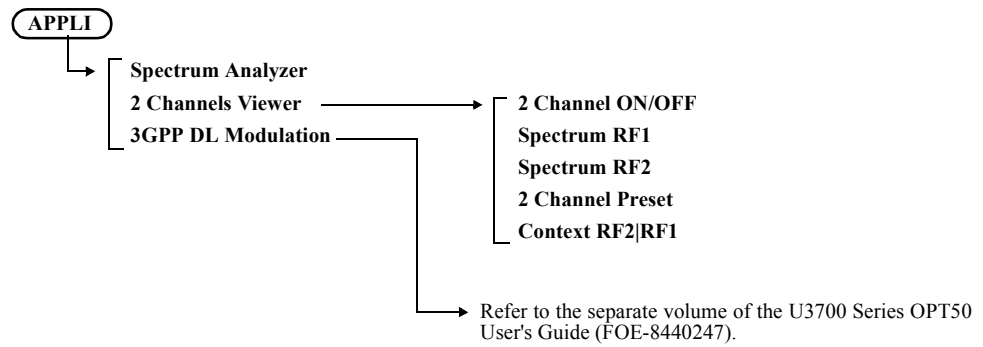 APPLI
Spectrum Analyzer
2 Channels Viewer
3GPP DL Modulation
2 Channel ON/OFF
Spectrum RF1
Spectrum RF2
2 Channel Preset
Context RF2|RF1
Refer to the separate volume of the U3700 Series OPT50
User's Guide (FOE-8440247).